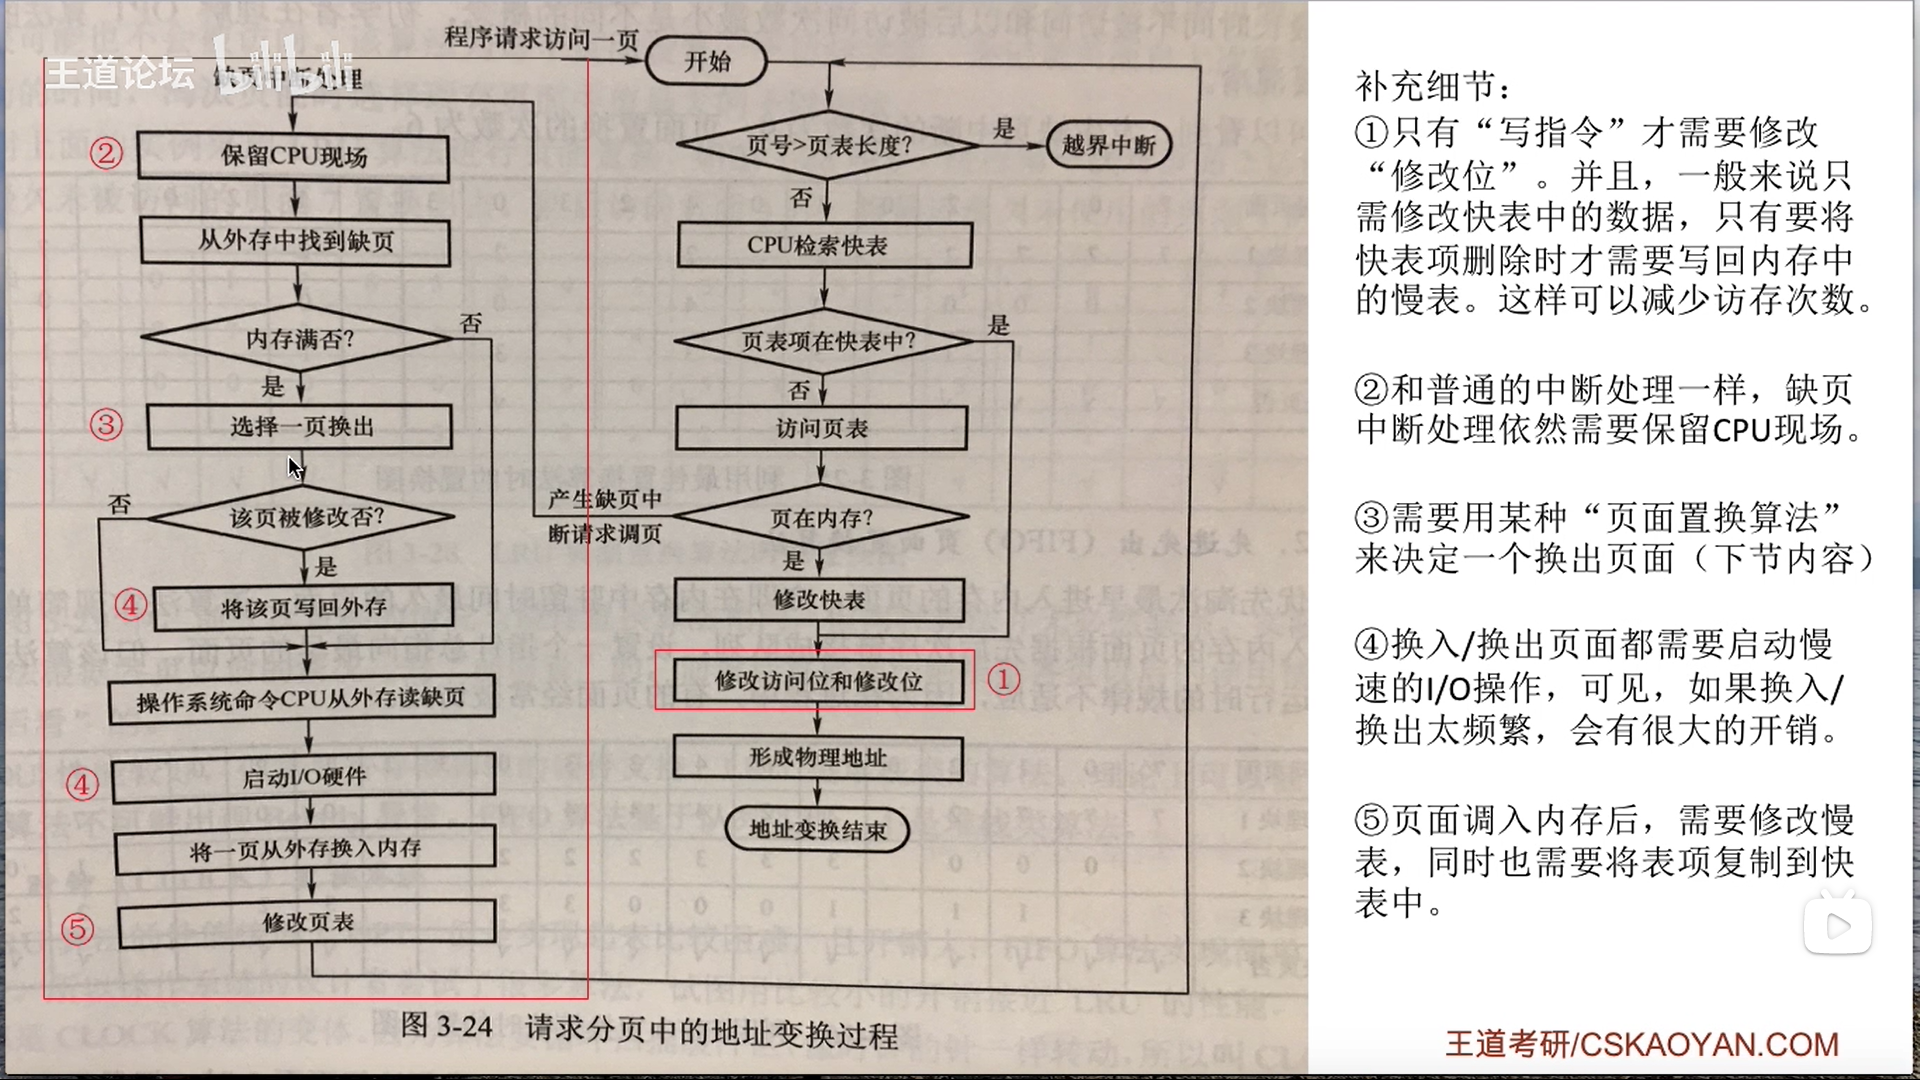 王道论坛 bilibili
程序请求访问一页
开始
缺页中断处理
②
保留CPU现场
从外存中找到缺页
内存满否?
否
是
③
选择一页换出
否
该页被修改否?
是
④
将该页写回外存
操作系统命令CPU从外存读缺页
④
启动I/O硬件
将一页从外存换入内存
⑤
修改页表
页号>页表长度?
是
越界中断
否
CPU检索快表
页表项在快表中?
是
否
访问页表
产生缺页中
断请求调页
页在内存?
是
修改快表
修改访问位和修改位
①
形成物理地址
地址变换结束
图 3-24 请求分页中的地址变换过程
补充细节:
①只有“写指令”才需要修改
“修改位”。并且，一般来说只
需修改快表中的数据，只有要将
快表项删除时才需要写回内存中
的慢表。这样可以减少访存次数。
②和普通的中断处理一样，缺页
中断处理依然需要保留CPU现场。
③需要用某种“页面置换算法”
来决定一个换出页面（下节内容）
④换入/换出页面都需要启动慢
速的I/O操作，可见，如果换入/
换出太频繁，会有很大的开销。
⑤页面调入内存后，需要修改慢
表，同时也需要将表项复制到快
表中。
王道考研/CSKAOYAN.COM